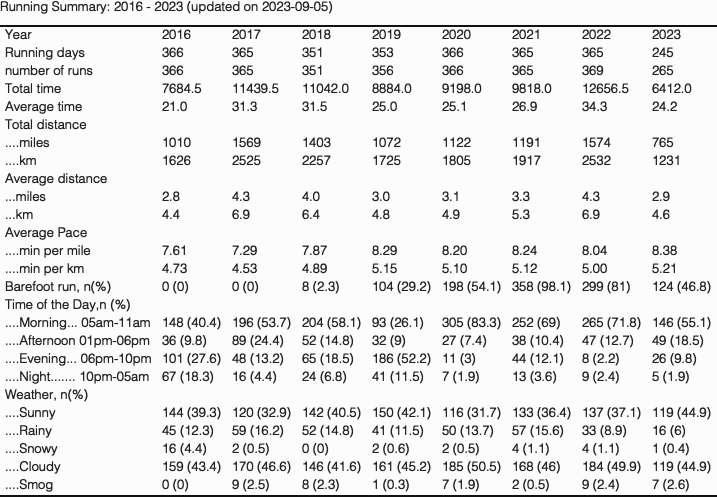 Running Summary: 2016 - 2023 (updated on 2023-09-05)
Year 2016 2017 2018 2019 2020 2021 2022 2023
Running days 366 365 351 353 366 365 365 245
number of runs 366 365 351 356 366 365 369 265
Total time 7684.5 11439.5 11042.0 8884.0 9198.0 9818.0 12656.5 6412.0
Average time 21.0 31.3 31.5 25.0 25.1 26.9 34.3 24.2
Total distance
....miles 1010 1569 1403 1072 1122 1191 1574 765
....km 1626 2525 2257 1725 1805 1917 2532 1231
Average distance
...miles 2.8 4.3 4.0 3.0 3.1 3.3 4.3 2.9
...km 4.4 6.9 6.4 4.8 4.9 5.3 6.9 4.6
Average Pace
....min per mile 7.61 7.29 7.87 8.29 8.20 8.24 8.04 8.38
....min per km 4.73 4.53 4.89 5.15 5.10 5.12 5.00 5.21
Barefoot run, n(%) 0 (0) 0 (0) 8 (2.3) 104 (29.2) 198 (54.1) 358 (98.1) 299 (81) 124 (46.8)
Time of the Day,n (%)
....Morning... 05am-11am 148 (40.4) 196 (53.7) 204 (58.1) 93 (26.1) 305 (83.3) 252 (69) 265 (71.8) 146 (55.1)
....Afternoon 01pm-06pm 36 (9.8) 89 (24.4) 52 (14.8) 32 (9) 27 (7.4) 38 (10.4) 47 (12.7) 49 (18.5)
....Evening... 06pm-10pm 101 (27.6) 48 (13.2) 65 (18.5) 186 (52.2) 11 (3) 44 (12.1) 8 (2.2) 26 (9.8)
....Night....... 10pm-05am 67 (18.3) 16 (4.4) 24 (6.8) 41 (11.5) 7 (1.9) 13 (3.6) 9 (2.4) 5 (1.9)
Weather, n(%)
....Sunny 144 (39.3) 120 (32.9) 142 (40.5) 150 (42.1) 116 (31.7) 133 (36.4) 137 (37.1) 119 (44.9)
....Rainy 45 (12.3) 59 (16.2) 52 (14.8) 41 (11.5) 50 (13.7) 57 (15.6) 33 (8.9) 16 (6)
....Snowy 16 (4.4) 2 (0.5) 0 (0) 2 (0.6) 2 (0.5) 4 (1.1) 4 (1.1) 1 (0.4)
....Cloudy 159 (43.4) 170 (46.6) 146 (41.6) 161 (45.2) 185 (50.5) 168 (46) 184 (49.9) 119 (44.9)
....Smog 0 (0) 9 (2.5) 8 (2.3) 1 (0.3) 7 (1.9) 2 (0.5) 9 (2.4) 7 (2.6)